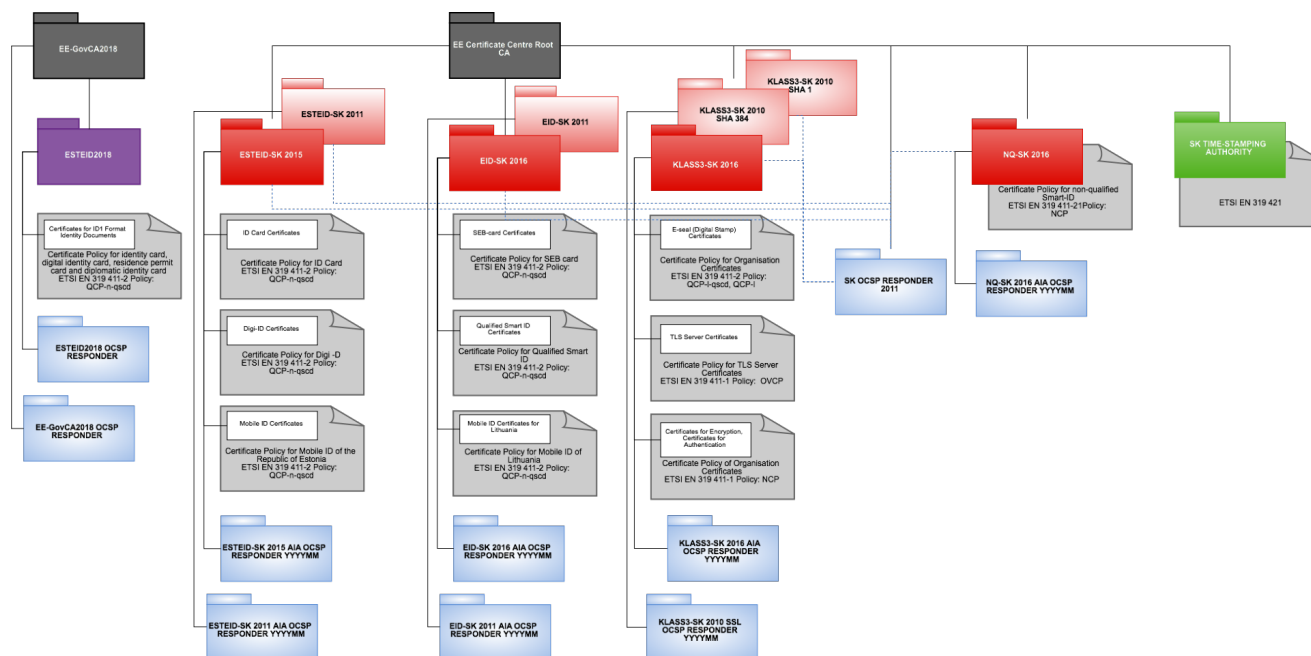 EE-GovCA2018
EE Certificate Centre Root
CA
ESTEID-SK 2011
ESTEID-SK 2015
EID-SK 2011
EID-SK 2016
KLASS3-SK 2010
SHA 1
KLASS3-SK 2010
SHA 384
KLASS3-SK 2016
ESTEID2018
NQ-SK 2016
Certificate Policy for non-qualified
Smart-ID
ETSI EN 319 411-21Policy:
NCP
SK TIME-STAMPING
AUTHORITY
ETSI EN 319 421
Certificates for ID1 Format
Identity Documents
Certificate Policy for identity card,
digital identity card, residence permit
card and diplomatic identity card
ETSI EN 319 411-2 Policy:
QCP-n-qscd
ID Card Certificates
Certificate Policy for ID Card
ETSI EN 319 411-2 Policy:
QCP-n-qscd
SEB-card Certificates
Certificate Policy for SEB card
ETSI EN 319 411-2 Policy:
QCP-n-qscd
E-seal (Digital Stamp)
Certificates
Certificate Policy for Organisation
Certificates
ETSI EN 319 411-2 Policy:
QCP-l-qscd, QCP-l
SK OCSP RESPONDER
2011
NQ-SK 2016 AIA OCSP
RESPONDER YYYYMM
ESTEID2018 OCSP
RESPONDER
Digi-ID Certificates
Certificate Policy for Digi -D
ETSI EN 319 411-2 Policy:
QCP-n-qscd
Qualified Smart ID
Certificates
Certificate Policy for Qualified Smart
ID
ETSI EN 319 411-2 Policy:
QCP-n-qscd
TLS Server Certificates
Certificate Policy for TLS Server
Certificates
ETSI EN 319 411-1 Policy: OVCP
EE-GovCA2018 OCSP
RESPONDER
Mobile ID Certificates
Certificate Policy for Mobile ID of the
Republic of Estonia
ETSI EN 319 411-2 Policy:
QCP-n-qscd
Mobile ID Certificates for
Lithuania
Certificate Policy for Mobile ID of
Lithuania
ETSI EN 319 411-2 Policy:
QCP-n-qscd
Certificates for Encryption,
Certificates for
Authentication
Certificate Policy of Organisation
Certificates
ETSI EN 319 411-1 Policy: NCP
ESTEID-SK 2015 AIA OCSP
RESPONDER YYYYMM
EID-SK 2016 AIA OCSP
RESPONDER YYYYMM
KLASS3-SK 2016 AIA
OCSP RESPONDER
YYYYMM
ESTEID-SK 2011 AIA OCSP
RESPONDER YYYYMM
EID-SK 2011 AIA OCSP
RESPONDER YYYYMM
KLASS3-SK 2010 SSL
OCSP RESPONDER
YYYYMM